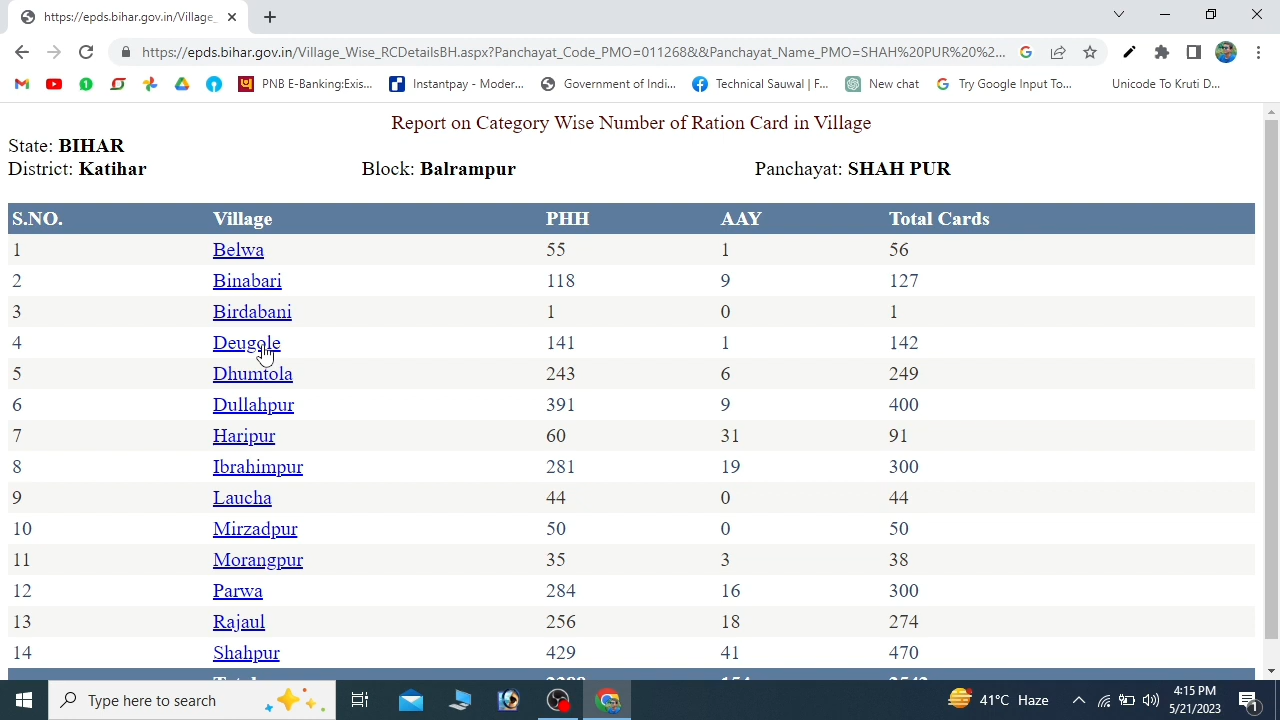 https://epds.bihar.gov.in/Village_
https://epds.bihar.gov.in/Village_Wise_RCDetailsBH.aspx?Panchayat_Code_PMO=011268&&Panchayat_Name_PMO=SHAH%20PUR%20%2...
PNB E-Banking:Exis... Instantpay - Moder... Government of Indi... Technical Sauwal | F... New chat Try Google Input To... Unicode To Kruti D...
Report on Category Wise Number of Ration Card in Village
State: BIHAR
District: Katihar Block: Balrampur Panchayat: SHAH PUR
S.NO. Village PHH AAY Total Cards
1 Belwa 55 1 56
2 Binabari 118 9 127
3 Birdabani 1 0 1
4 Deugole 141 1 142
5 Dhumtola 243 6 249
6 Dullahpur 391 9 400
7 Haripur 60 31 91
8 Ibrahimpur 281 19 300
9 Laucha 44 0 44
10 Mirzadpur 50 0 50
11 Morangpur 35 3 38
12 Parwa 284 16 300
13 Rajaul 256 18 274
14 Shahpur 429 41 470
Type here to search 41°C Haze 4:15 PM
5/21/2023 1